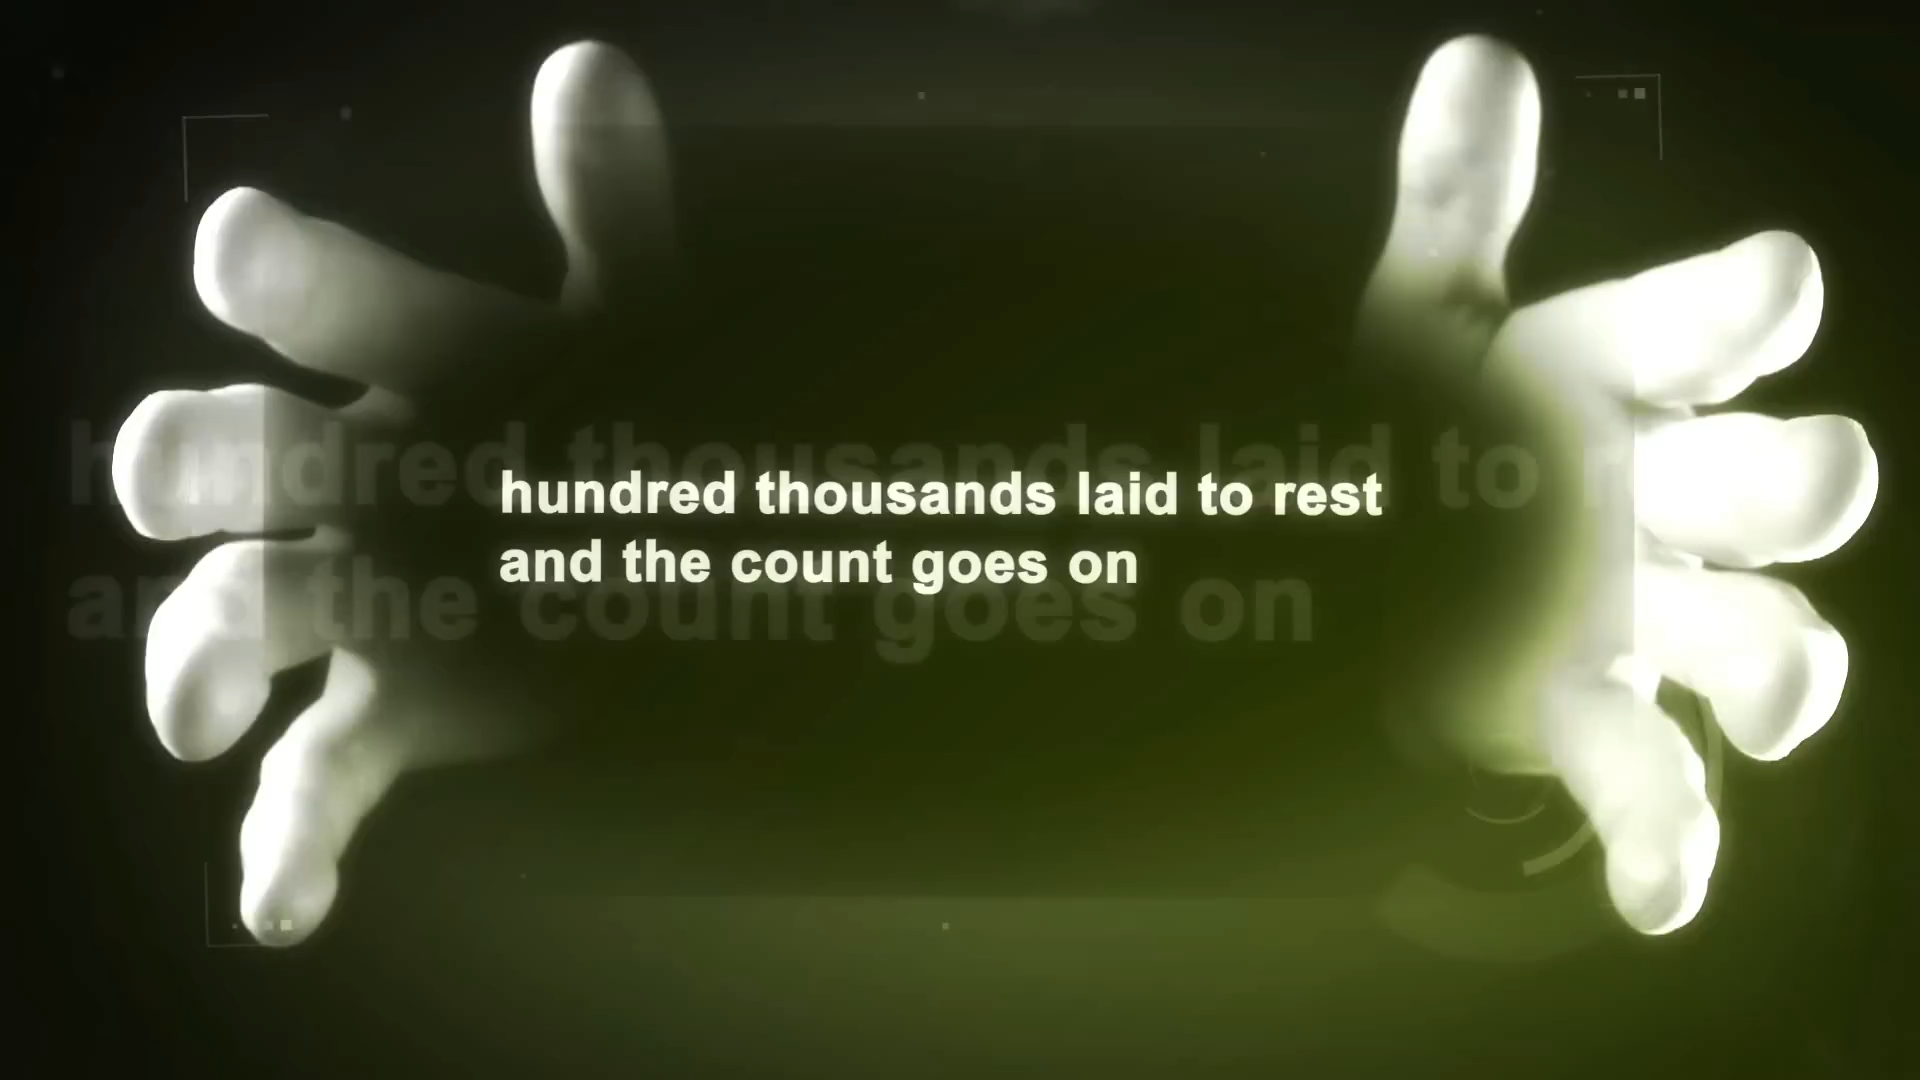 hundred thousands laid to rest
and the count goes on